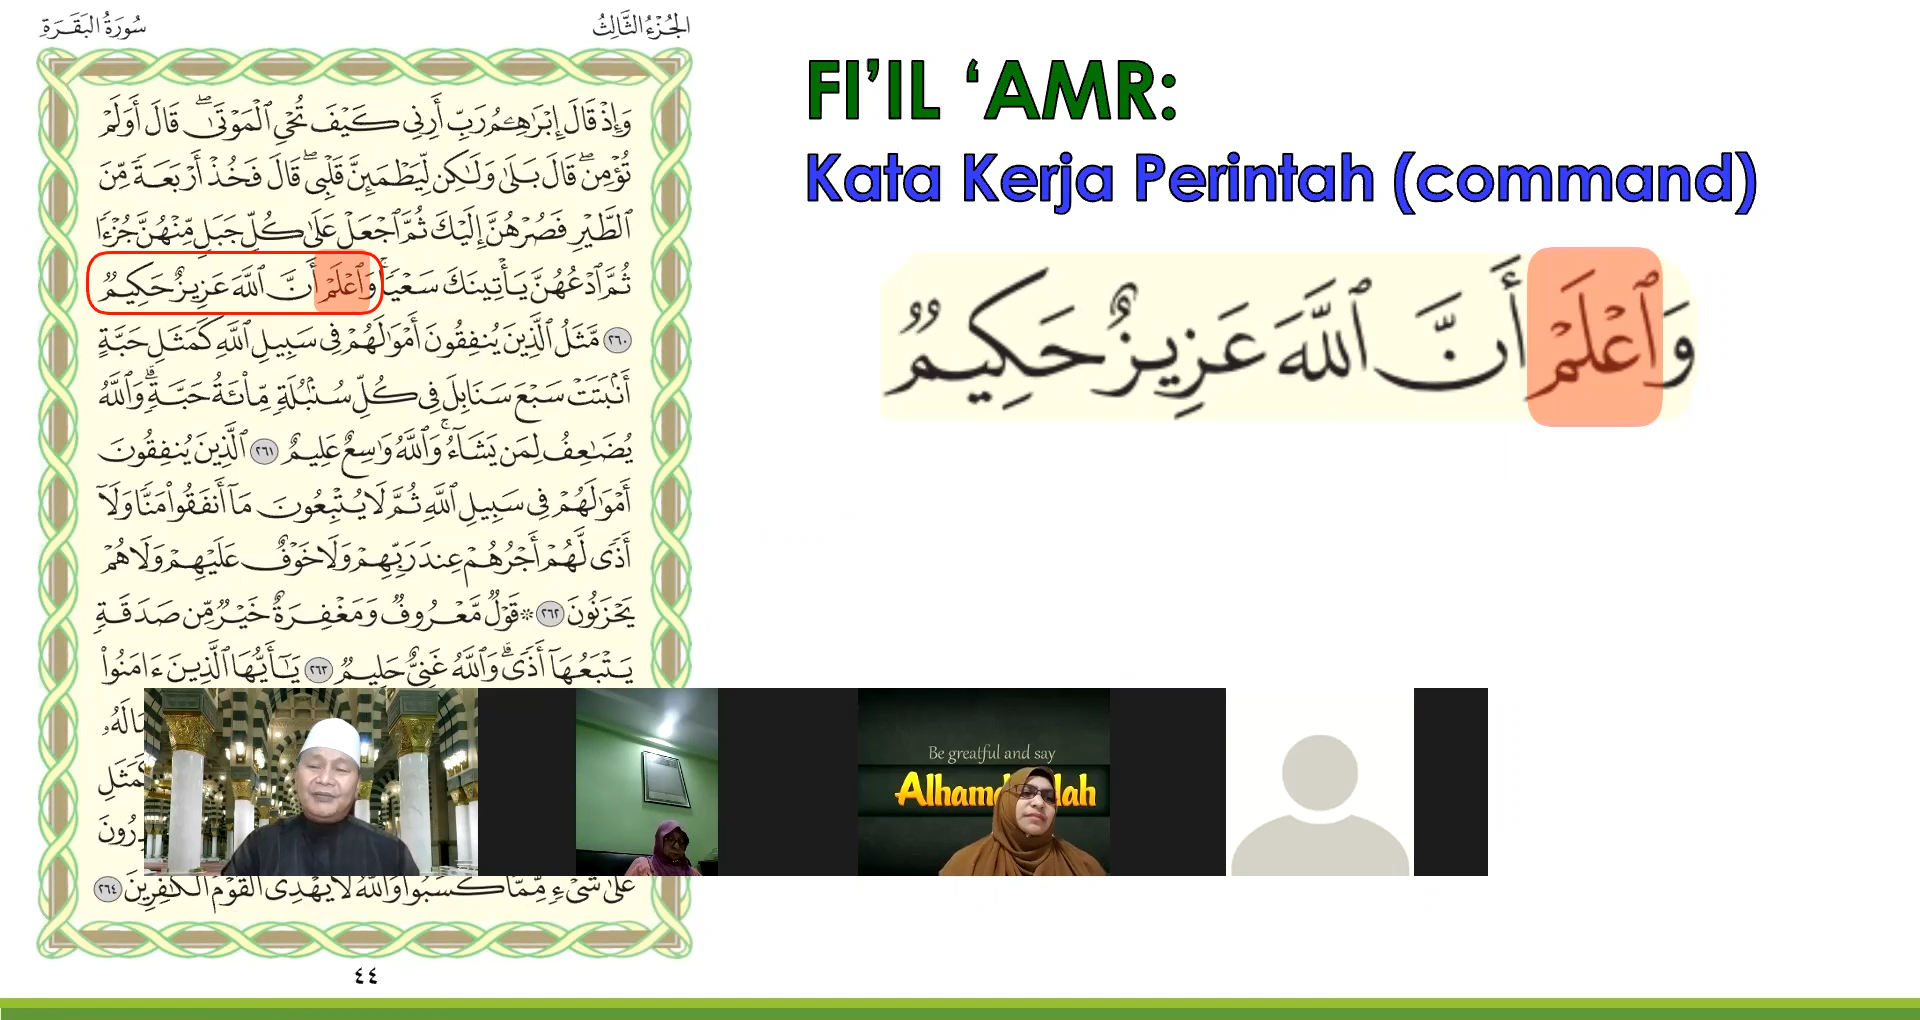 سُورَةُ البَقَرَةِ
الجُزْءُ الثَّالِثُ
وَإِذْ قَالَ إِبْرَٰهِـۧمُ رَبِّ أَرِنِى كَيْفَ تُحْىِ ٱلْمَوْتَىٰۖ قَالَ أَوَلَمْ
تُؤْمِنۖ قَالَ بَلَىٰ وَلَٰكِن لِّيَطْمَئِنَّ قَلْبِىۖ قَالَ فَخُذْ أَرْبَعَةً مِّنَ
ٱلطَّيْرِ فَصُرْهُنَّ إِلَيْكَ ثُمَّ ٱجْعَلْ عَلَىٰ كُلِّ جَبَلٍ مِّنْهُنَّ جُزْءًا
ثُمَّ ٱدْعُهُنَّ يَأْتِينَكَ سَعْيًاۚ وَٱعْلَمْ أَنَّ ٱللَّهَ عَزِيزٌ حَكِيمٌ
٢٦٠ مَّثَلُ ٱلَّذِينَ يُنفِقُونَ أَمْوَٰلَهُمْ فِى سَبِيلِ ٱللَّهِ كَمَثَلِ حَبَّةٍ
أَنۢبَتَتْ سَبْعَ سَنَابِلَ فِى كُلِّ سُنۢبُلَةٍ مِّا۟ئَةُ حَبَّةٍۗ وَٱللَّهُ
يُضَٰعِفُ لِمَن يَشَآءُۚ وَٱللَّهُ وَٰسِعٌ عَلِيمٌ ٢٦١ ٱلَّذِينَ يُنفِقُونَ
أَمْوَٰلَهُمْ فِى سَبِيلِ ٱللَّهِ ثُمَّ لَا يُتْبِعُونَ مَآ أَنفَقُوا۟ مَنًّا وَلَآ
أَذًى لَّهُمْ أَجْرُهُمْ عِندَ رَبِّهِمْ وَلَا خَوْفٌ عَلَيْهِمْ وَلَا هُمْ
يَحْزَنُونَ ٢٦٢ ۞ قَوْلٌ مَّعْرُوفٌ وَمَغْفِرَةٌ خَيْرٌ مِّن صَدَقَةٍ
يَتْبَعُهَآ أَذًىۗ وَٱللَّهُ غَنِىٌّ حَلِيمٌ ٢٦٣ يَٰٓأَيُّهَا ٱلَّذِينَ ءَامَنُوا۟
عَلَىٰ شَىْءٍ مِّمَّا كَسَبُوا۟ وَٱللَّهُ لَا يَهْدِى ٱلْقَوْمَ ٱلْكَٰفِرِينَ ٢٦٤
٤٤
FI’IL ‘AMR:
Kata Kerja Perintah (command)
وَٱعْلَمْ أَنَّ ٱللَّهَ عَزِيزٌ حَكِيمٌ
Be greatful and say